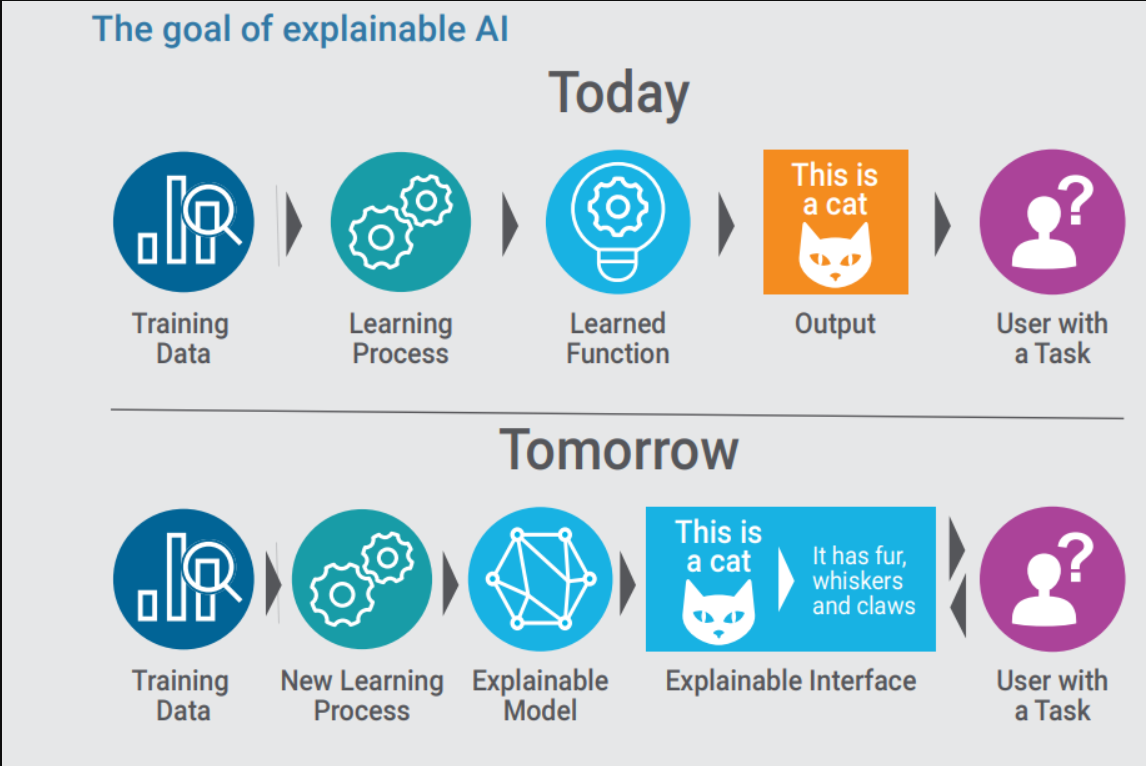 The goal of explainable AI
Today
This is
a cat
Training
Data
Learning
Process
Learned
Function
Output
User with
a Task
?
Tomorrow
This is
a cat
It has fur,
whiskers
and claws
Training
Data
New Learning
Process
Explainable
Model
Explainable Interface
User with
a Task
?